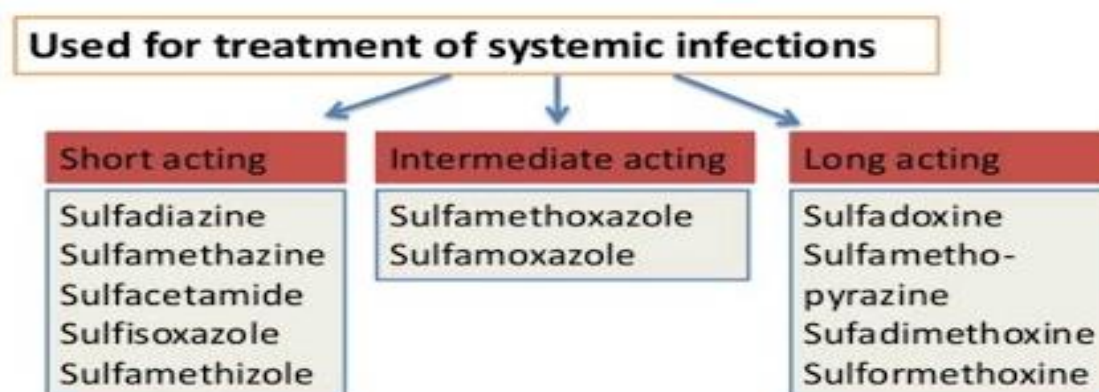 Used for treatment of systemic infections
Short acting
Sulfadiazine
Sulfamethazine
Sulfacetamide
Sulfisoxazole
Sulfamethizole
Intermediate acting
Sulfamethoxazole
Sulfamoxazole
Long acting
Sulfadoxine
Sulfametho-
pyrazine
Sufadimethoxine
Sulformethoxine